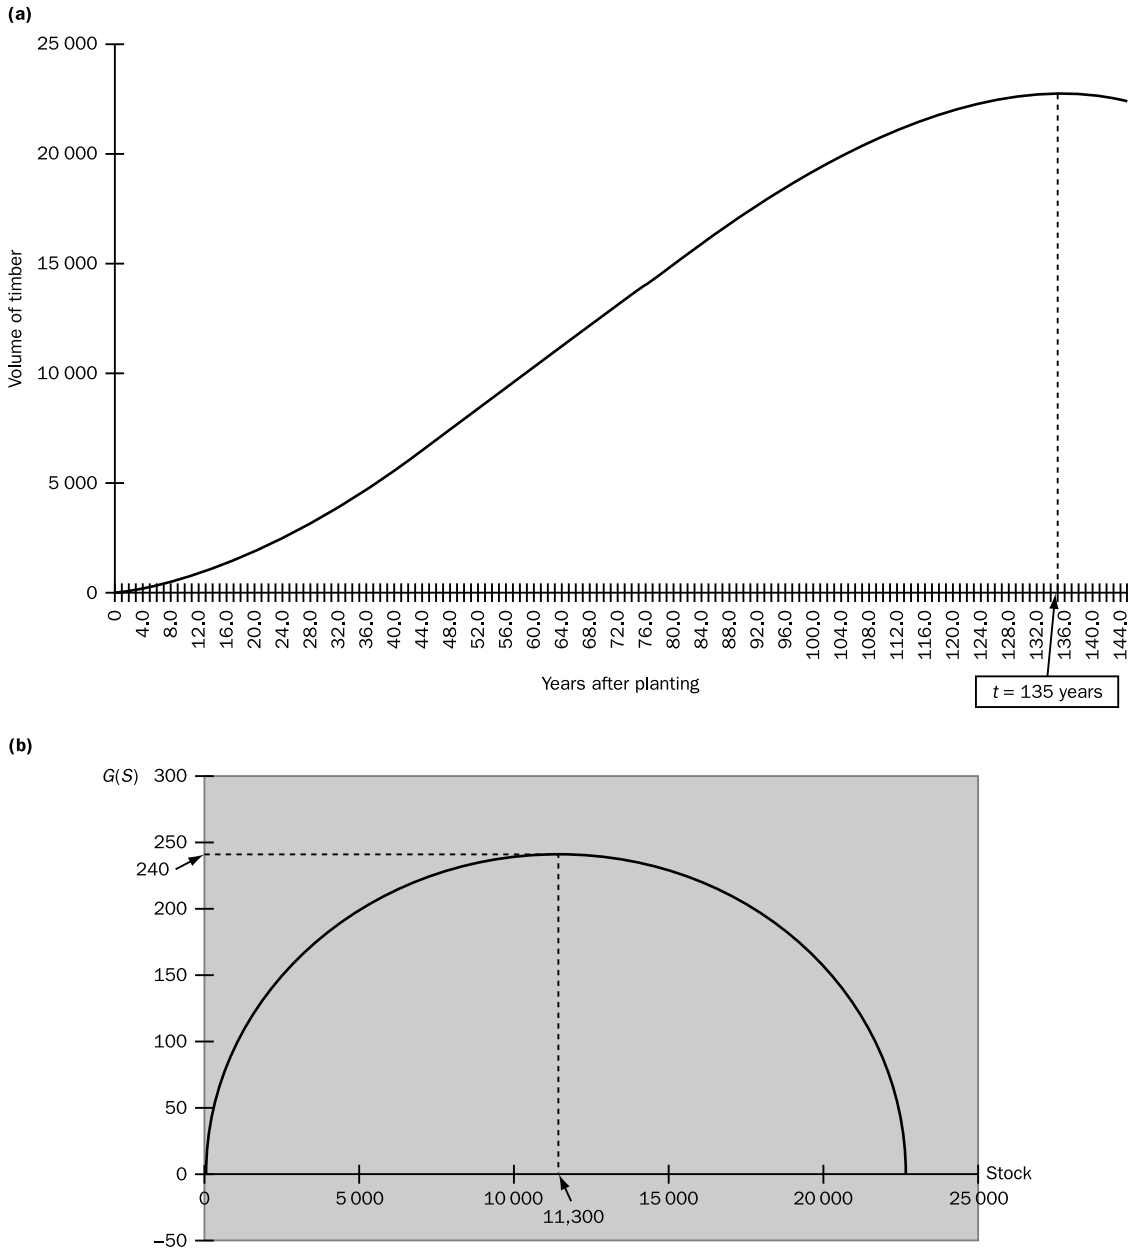 (a)
25 000
20 000
15 000
10 000
5 000
0
Volume of timber
0 4.0 8.0 12.0 16.0 20.0 24.0 28.0 32.0 36.0 40.0 44.0 48.0 52.0 56.0 60.0 64.0 68.0 72.0 76.0 80.0 84.0 88.0 92.0 96.0 100.0 104.0 108.0 112.0 116.0 120.0 124.0 128.0 132.0 136.0 140.0 144.0
Years after planting
t = 135 years
(b)
G(S) 300
250
240
200
150
100
50
0
Stock
0 5 000 10 000 15 000 20 000 25 000
11,300
–50